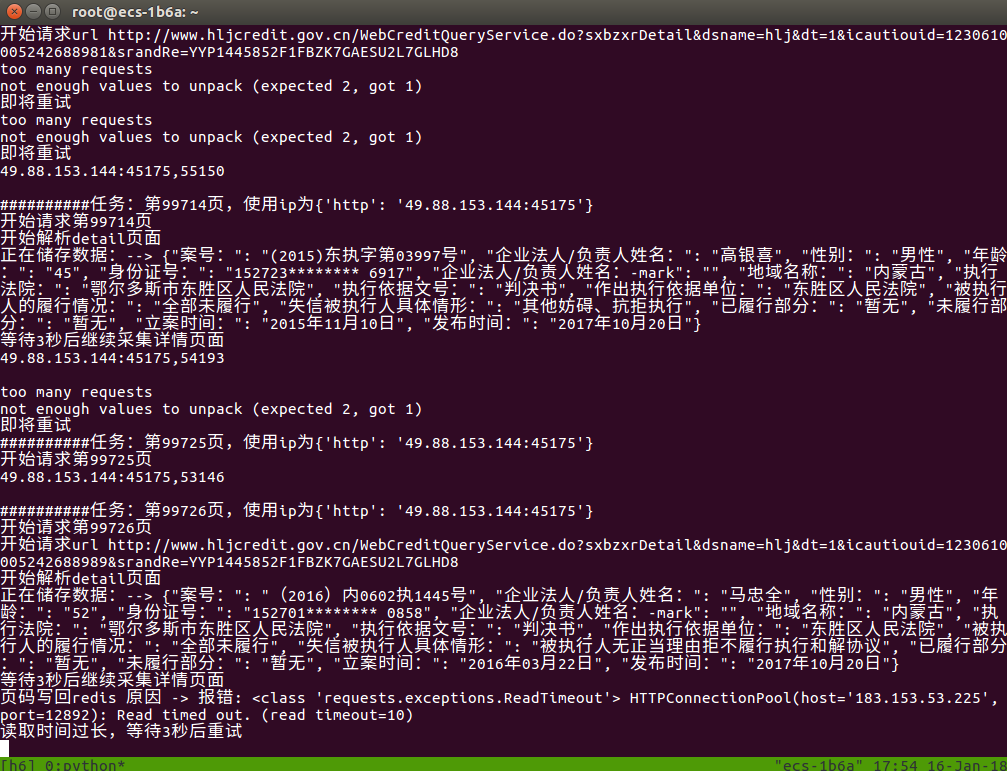 root@ecs-1b6a: ~
开始请求url http://www.hljcredit.gov.cn/WebCreditQueryService.do?sxbzxrDetail&dsname=hlj&dt=1&icautiouid=1230610
005242688981&srandRe=YYP1445852F1FBZK7GAESU2L7GLHD8
too many requests
not enough values to unpack (expected 2, got 1)
即将重试
too many requests
not enough values to unpack (expected 2, got 1)
即将重试
49.88.153.144:45175,55150
##########任务: 第99714页，使用ip为{'http': '49.88.153.144:45175'}
开始请求第99714页
开始解析detail页面
正在储存数据: --> {"案号：": "(2015)东执字第03997号", "企业法人/负责人姓名：": "高银喜", "性别：": "男性", "年龄
：": "45", "身份证号：": "152723******** 6917", "企业法人/负责人姓名：-mark": "", "地域名称：": "内蒙古", "执行
法院：": "鄂尔多斯市东胜区人民法院", "执行依据文号：": "判决书", "作出执行依据单位：": "东胜区人民法院", "被执行
人的履行情况：": "全部未履行", "失信被执行人具体情形：": "其他妨碍、抗拒执行", "已履行部分：": "暂无", "未履行部
分：": "暂无", "立案时间：": "2015年11月10日", "发布时间：": "2017年10月20日"}
等待3秒后继续采集详情页面
49.88.153.144:45175,54193
too many requests
not enough values to unpack (expected 2, got 1)
即将重试
##########任务: 第99725页，使用ip为{'http': '49.88.153.144:45175'}
开始请求第99725页
49.88.153.144:45175,53146
##########任务: 第99726页，使用ip为{'http': '49.88.153.144:45175'}
开始请求第99726页
开始请求url http://www.hljcredit.gov.cn/WebCreditQueryService.do?sxbzxrDetail&dsname=hlj&dt=1&icautiouid=1230610
005242688989&srandRe=YYP1445852F1FBZK7GAESU2L7GLHD8
开始解析detail页面
正在储存数据: --> {"案号：": "（2016）内0602执1445号", "企业法人/负责人姓名：": "马忠全", "性别：": "男性", "年
龄：": "52", "身份证号：": "152701******** 0858", "企业法人/负责人姓名：-mark": "", "地域名称：": "内蒙古", "执
行法院：": "鄂尔多斯市东胜区人民法院", "执行依据文号：": "判决书", "作出执行依据单位：": "东胜区人民法院", "被执
行人的履行情况：": "全部未履行", "失信被执行人具体情形：": "被执行人无正当理由拒不履行执行和解协议", "已履行部分
：": "暂无", "未履行部分：": "暂无", "立案时间：": "2016年03月22日", "发布时间：": "2017年10月20日"}
等待3秒后继续采集详情页面
页码写回redis 原因 -> 报错: <class 'requests.exceptions.ReadTimeout'> HTTPConnectionPool(host='183.153.53.225',
port=12892): Read timed out. (read timeout=10)
读取时间过长，等待3秒后重试
[h6] 0:python* "ecs-1b6a" 17:54 16-Jan-18